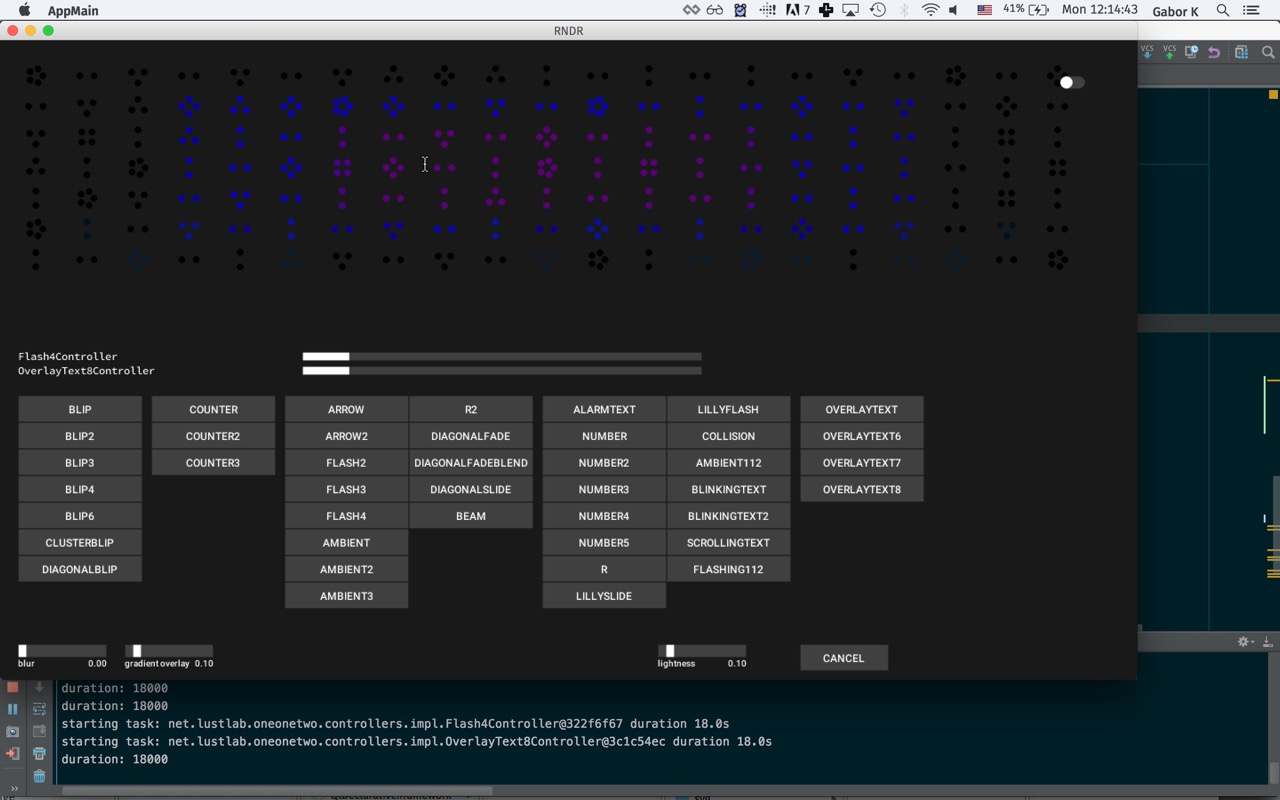 AppMain
7
41%
Mon 12:14:43
Gabor K
RNDR
VCS VCS
Flash4Controller
OverlayText8Controller
BLIP COUNTER ARROW R2 ALARMTEXT LILLYFLASH OVERLAYTEXT
BLIP2 COUNTER2 ARROW2 DIAGONALFADE NUMBER COLLISION OVERLAYTEXT6
BLIP3 COUNTER3 FLASH2 DIAGONALFADEBLEND NUMBER2 AMBIENT112 OVERLAYTEXT7
BLIP4 FLASH3 DIAGONALSLIDE NUMBER3 BLINKINGTEXT OVERLAYTEXT8
BLIP6 FLASH4 BEAM NUMBER4 BLINKINGTEXT2
CLUSTERBLIP AMBIENT NUMBER5 SCROLLINGTEXT
DIAGONALBLIP AMBIENT2 R FLASHING112
AMBIENT3 LILLYSLIDE
blur 0.00 gradient overlay 0.10 lightness 0.10 CANCEL
duration: 18000
duration: 18000
starting task: net.lustlab.oneonetwo.controllers.impl.Flash4Controller@322f6f67 duration 18.0s
starting task: net.lustlab.oneonetwo.controllers.impl.OverlayText8Controller@3c1c54ec duration 18.0s
duration: 18000